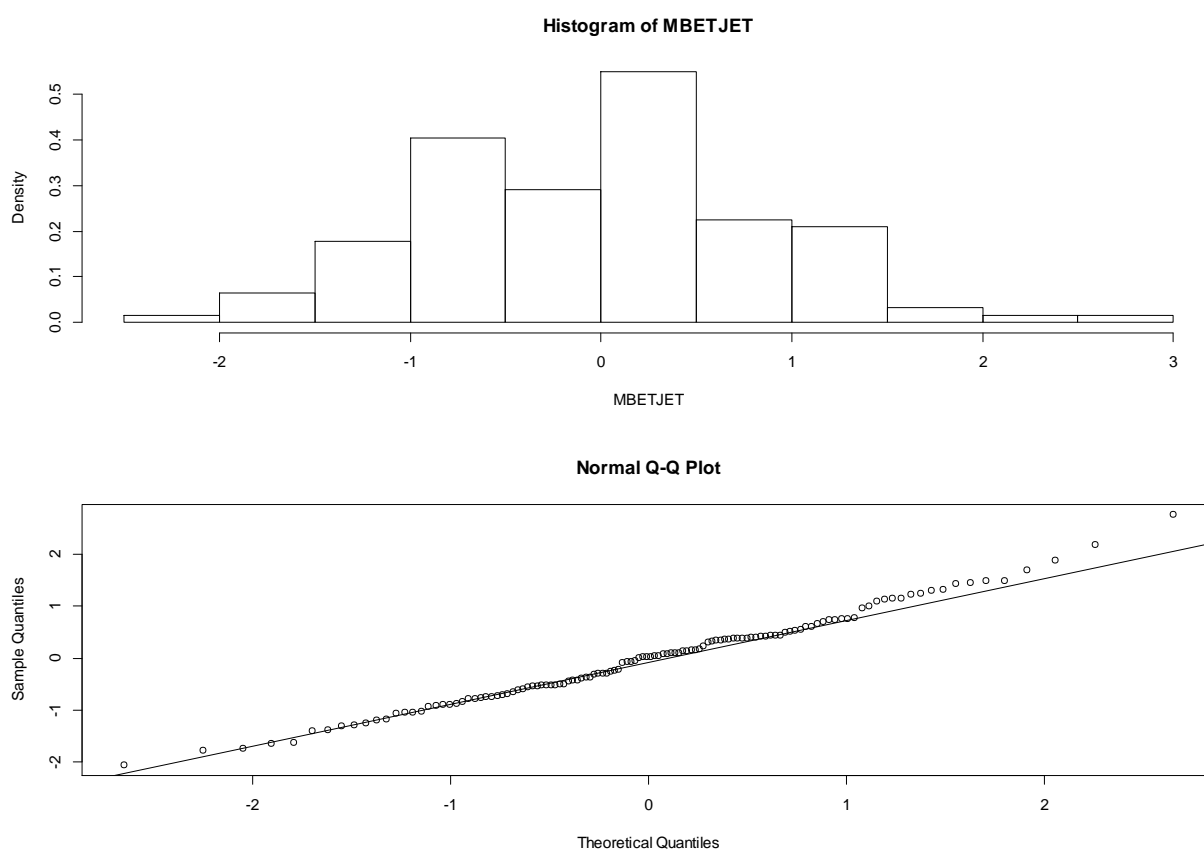 Histogram of MBETJET
Density
0.0 0.1 0.2 0.3 0.4 0.5
-2 -1 0 1 2 3
MBETJET
Normal Q-Q Plot
Sample Quantiles
-2 -1 0 1 2
-2 -1 0 1 2
Theoretical Quantiles